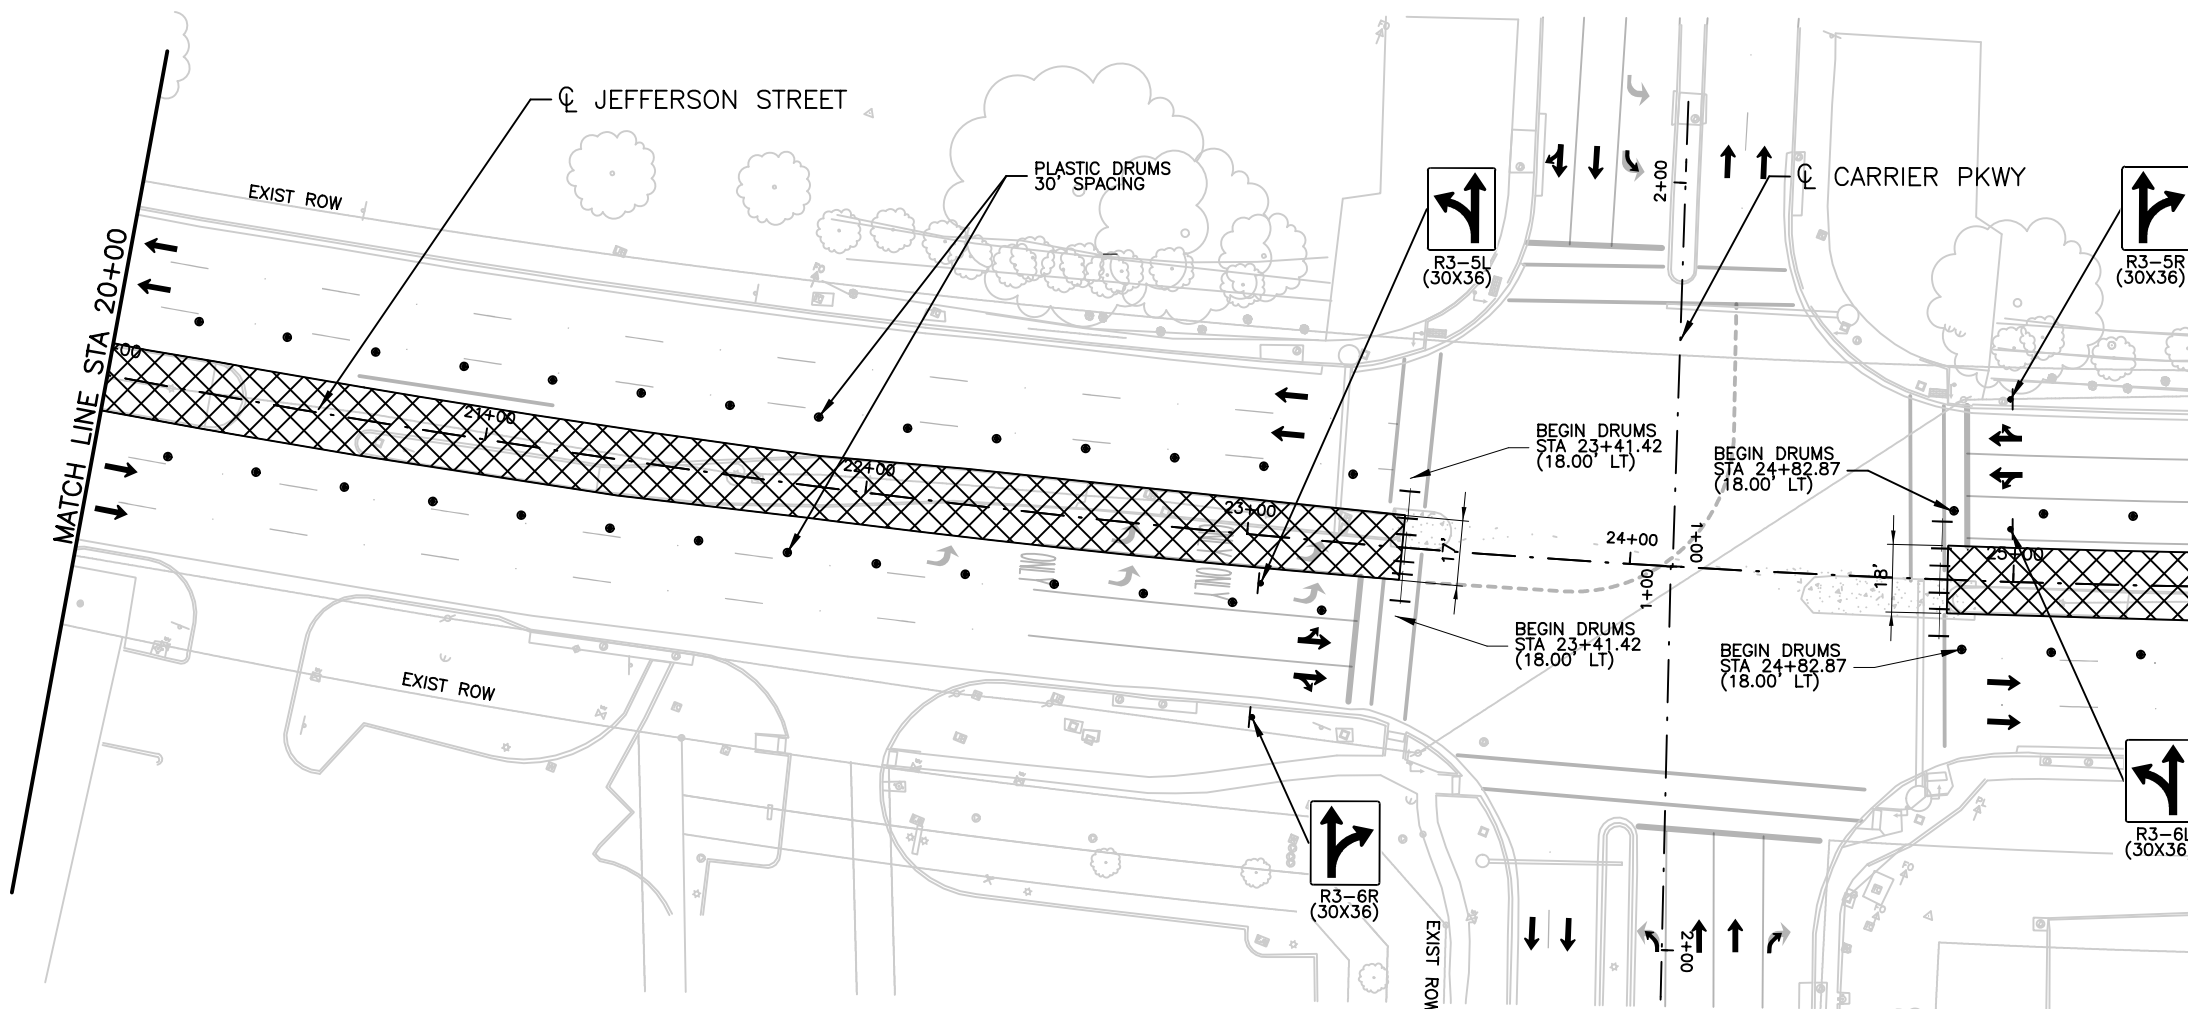 ℄ JEFFERSON STREET
PLASTIC DRUMS
30' SPACING
EXIST ROW
MATCH LINE STA 20+00
21+00
22+00
23+00
R3-5L
(30X36)
2+00
℄ CARRIER PKWY
R3-5R
(30X36)
BEGIN DRUMS
STA 23+41.42
(18.00' LT)
BEGIN DRUMS
STA 24+82.87
(18.00' LT)
17'
24+00
1+00
1+00
18'
25+00
ONLY
ONLY
BEGIN DRUMS
STA 23+41.42
(18.00' LT)
BEGIN DRUMS
STA 24+82.87
(18.00' LT)
EXIST ROW
R3-6R
(30X36)
R3-6L
(30X36
EXIST ROW
2+00